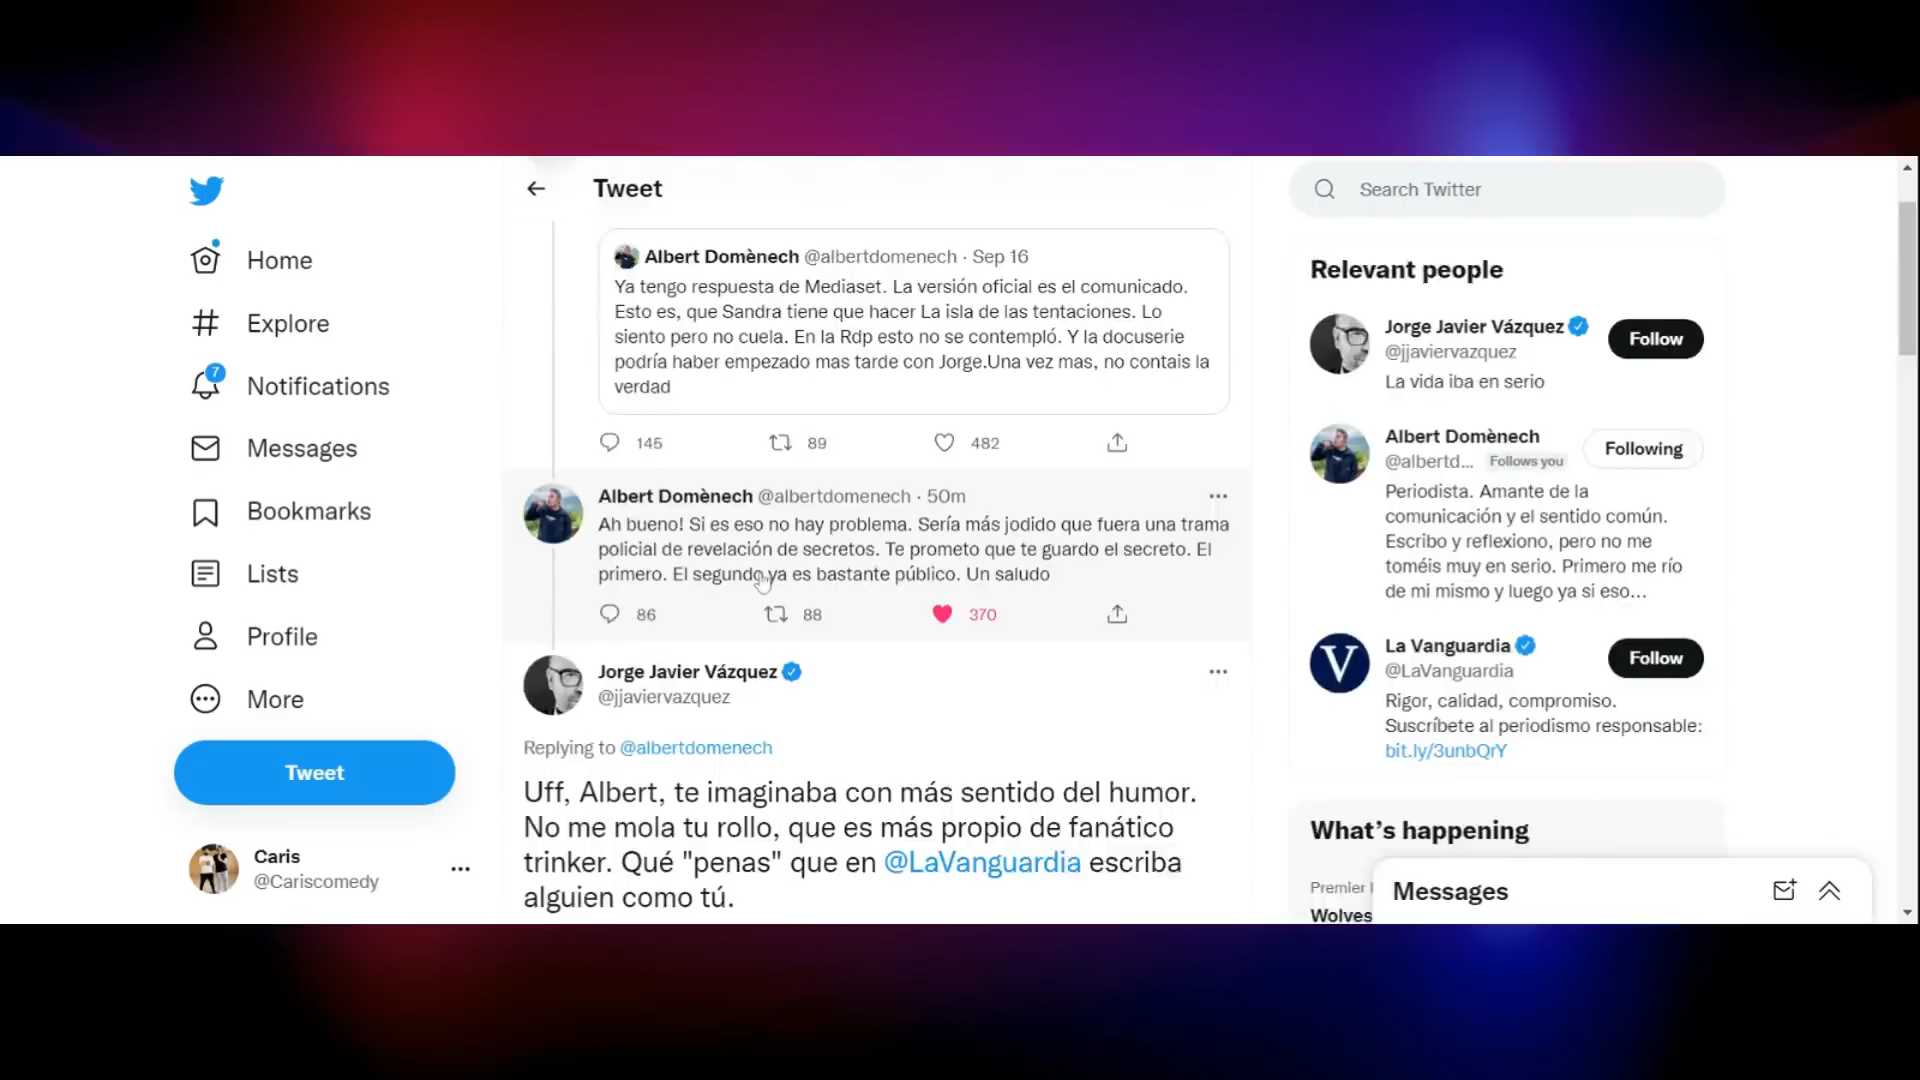 Home
Explore
7
Notifications
Messages
Bookmarks
Lists
Profile
More
Tweet
Caris
@Cariscomedy
Tweet
Albert Domènech @albertdomenech · Sep 16
Ya tengo respuesta de Mediaset. La versión oficial es el comunicado.
Esto es, que Sandra tiene que hacer La isla de las tentaciones. Lo
siento pero no cuela. En la Rdp esto no se contempló. Y la docuserie
podría haber empezado mas tarde con Jorge.Una vez mas, no contais la
verdad
145 89 482
Albert Domènech @albertdomenech · 50m
Ah bueno! Si es eso no hay problema. Sería más jodido que fuera una trama
policial de revelación de secretos. Te prometo que te guardo el secreto. El
primero. El segundo ya es bastante público. Un saludo
86 88 370
Jorge Javier Vázquez
@jjaviervazquez
Replying to @albertdomenech
Uff, Albert, te imaginaba con más sentido del humor.
No me mola tu rollo, que es más propio de fanático
trinker. Qué "penas" que en @LaVanguardia escriba
alguien como tú.
Search Twitter
Relevant people
Jorge Javier Vázquez
@jjaviervazquez
Follow
La vida iba en serio
Albert Domènech
@albertd... Follows you
Following
Periodista. Amante de la
comunicación y el sentido común.
Escribo y reflexiono, pero no me
toméis muy en serio. Primero me río
de mi mismo y luego ya si eso...
V
La Vanguardia
@LaVanguardia
Follow
Rigor, calidad, compromiso.
Suscríbete al periodismo responsable:
bit.ly/3unbQrY
What's happening
Premier
Wolves
Messages